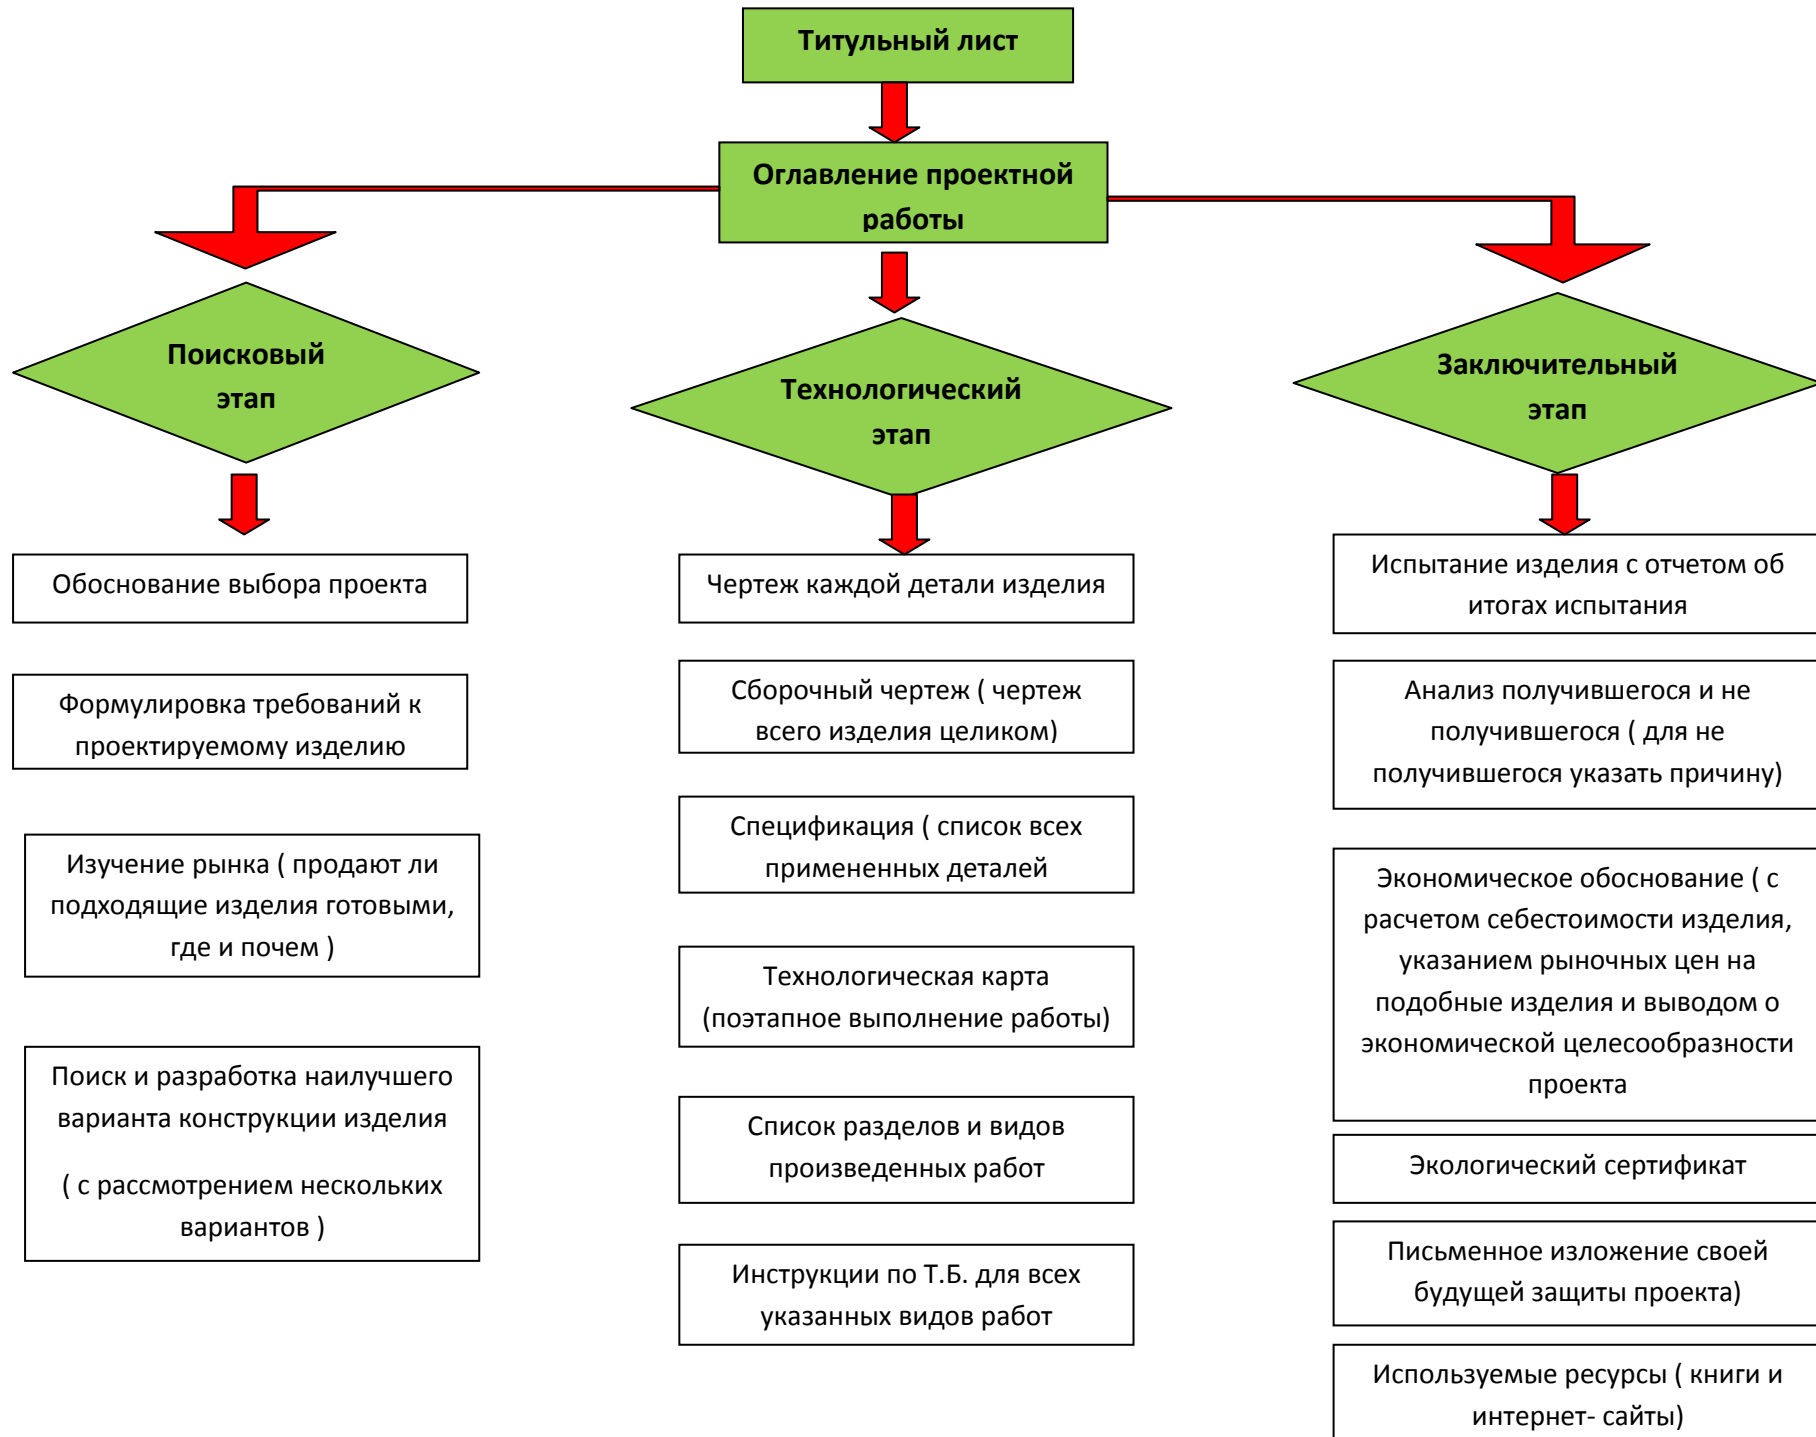 Титульный лист
Оглавление проектной
работы
Поисковый
этап
Технологический
этап
Заключительный
этап
Обоснование выбора проекта
Формулировка требований к
проектируемому изделию
Изучение рынка ( продают ли
подходящие изделия готовыми,
где и почем )
Поиск и разработка наилучшего
варианта конструкции изделия
( с рассмотрением нескольких
вариантов )
Чертеж каждой детали изделия
Сборочный чертеж ( чертеж
всего изделия целиком)
Спецификация ( список всех
примененных деталей
Технологическая карта
(поэтапное выполнение работы)
Список разделов и видов
произведенных работ
Инструкции по Т.Б. для всех
указанных видов работ
Испытание изделия с отчетом об
итогах испытания
Анализ получившегося и не
получившегося ( для не
получившегося указать причину)
Экономическое обоснование ( с
расчетом себестоимости изделия,
указанием рыночных цен на
подобные изделия и выводом о
экономической целесообразности
проекта
Экологический сертификат
Письменное изложение своей
будущей защиты проекта)
Используемые ресурсы ( книги и
интернет- сайты)